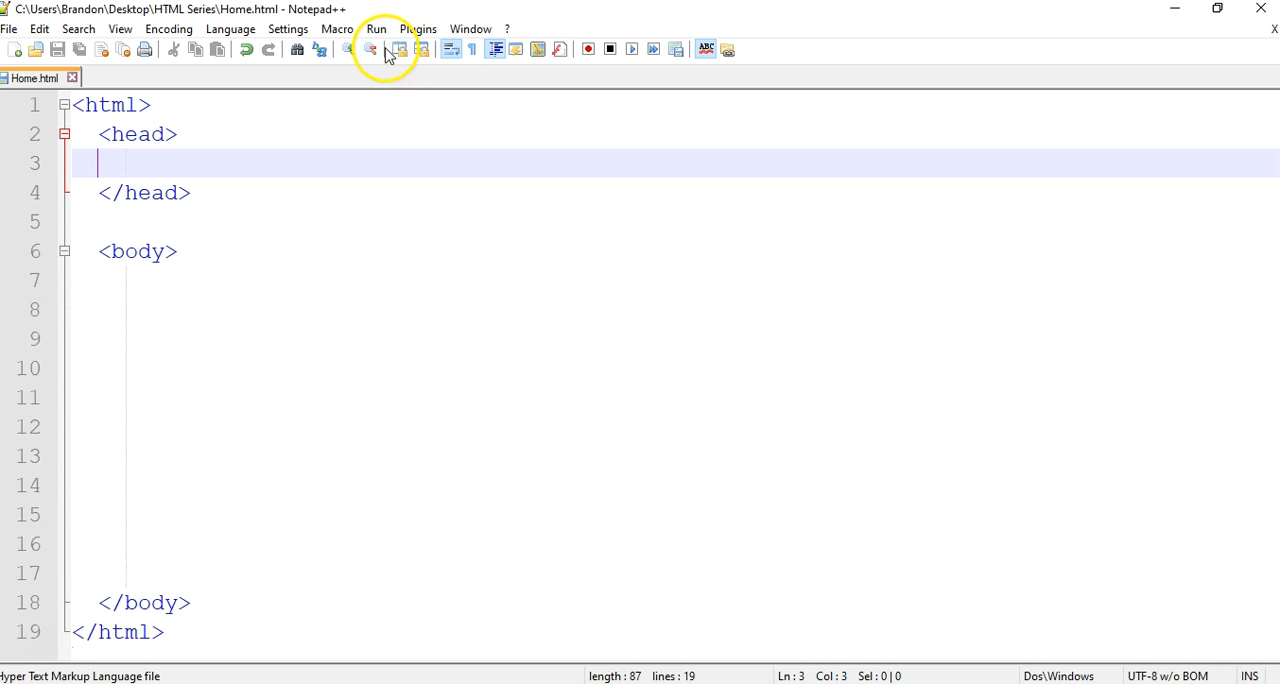 C:\Users\Brandon\Desktop\HTML Series\Home.html - Notepad++
File Edit Search View Encoding Language Settings Macro Run Plugins Window ?
X
ABC
Home.html
1 <html>
2 <head>
3
4 </head>
5
6 <body>
7
8
9
10
11
12
13
14
15
16
17
18 </body>
19 </html>
Hyper Text Markup Language file length : 87 lines : 19 Ln : 3 Col : 3 Sel : 0 | 0 Dos\Windows UTF-8 w/o BOM INS